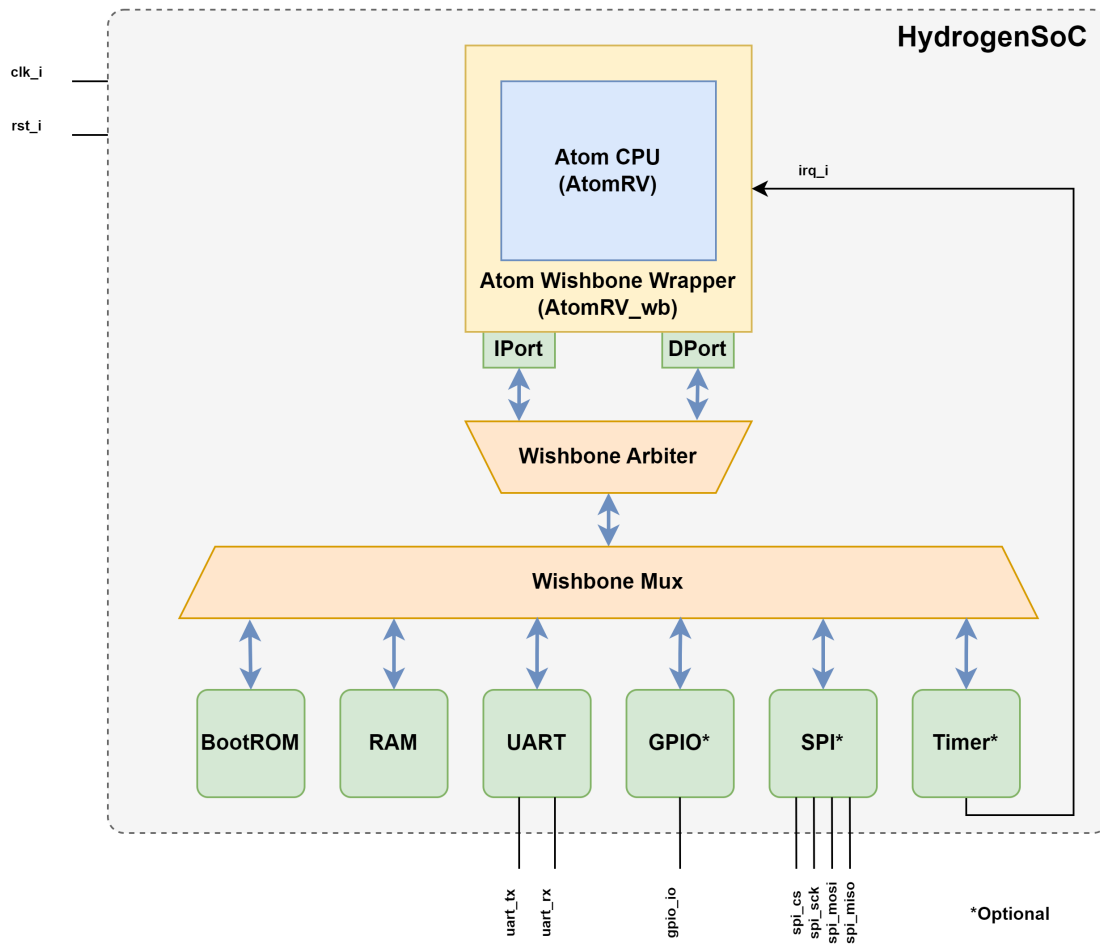 HydrogenSoC
clk_i
rst_i
Atom CPU
(AtomRV)
irq_i
Atom Wishbone Wrapper
(AtomRV_wb)
IPort
DPort
Wishbone Arbiter
Wishbone Mux
BootROM
RAM
UART
GPIO*
SPI*
Timer*
uart_tx
uart_rx
gpio_io
spi_cs
spi_sck
spi_mosi
spi_miso
*Optional